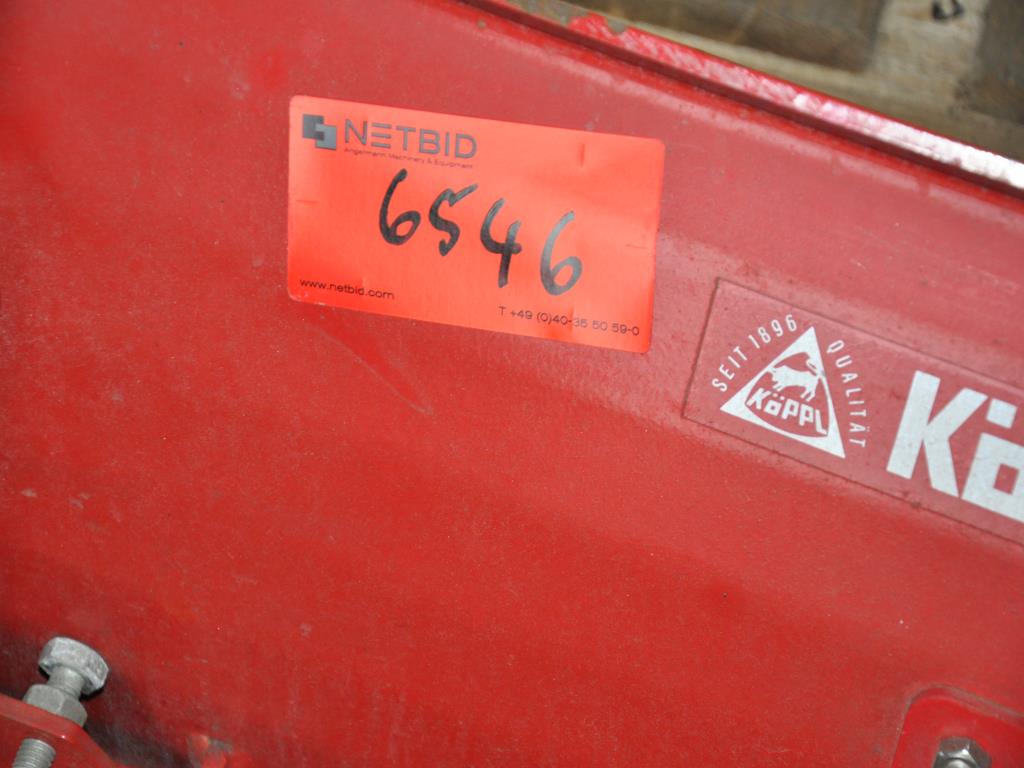 NETBID
Angermann Machinery & Equipment
6546
www.netbid.com
T +49 (0)40-35 50 59-0
SEIT 1896
QUALITÄT
KÖPPL
Kö